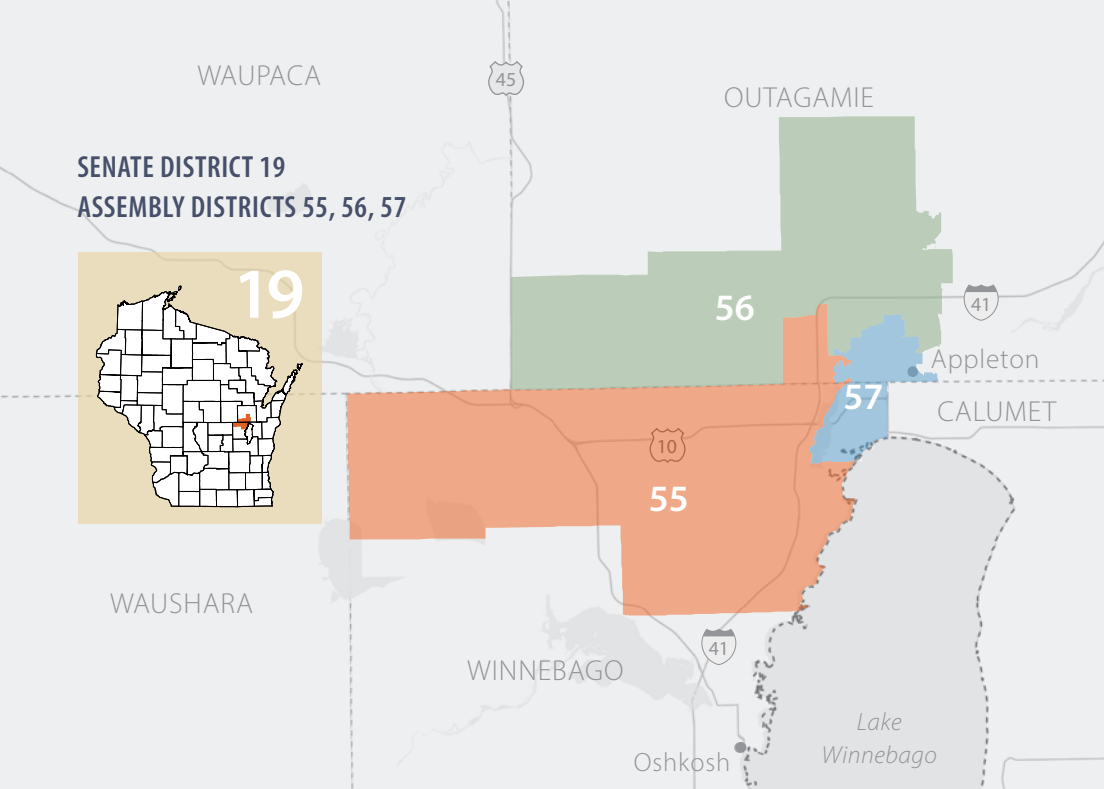 WAUPACA
45
OUTAGAMIE
SENATE DISTRICT 19
ASSEMBLY DISTRICTS 55, 56, 57
19
56
41
Appleton
57
CALUMET
10
55
WAUSHARA
41
WINNEBAGO
Lake
Winnebago
Oshkosh